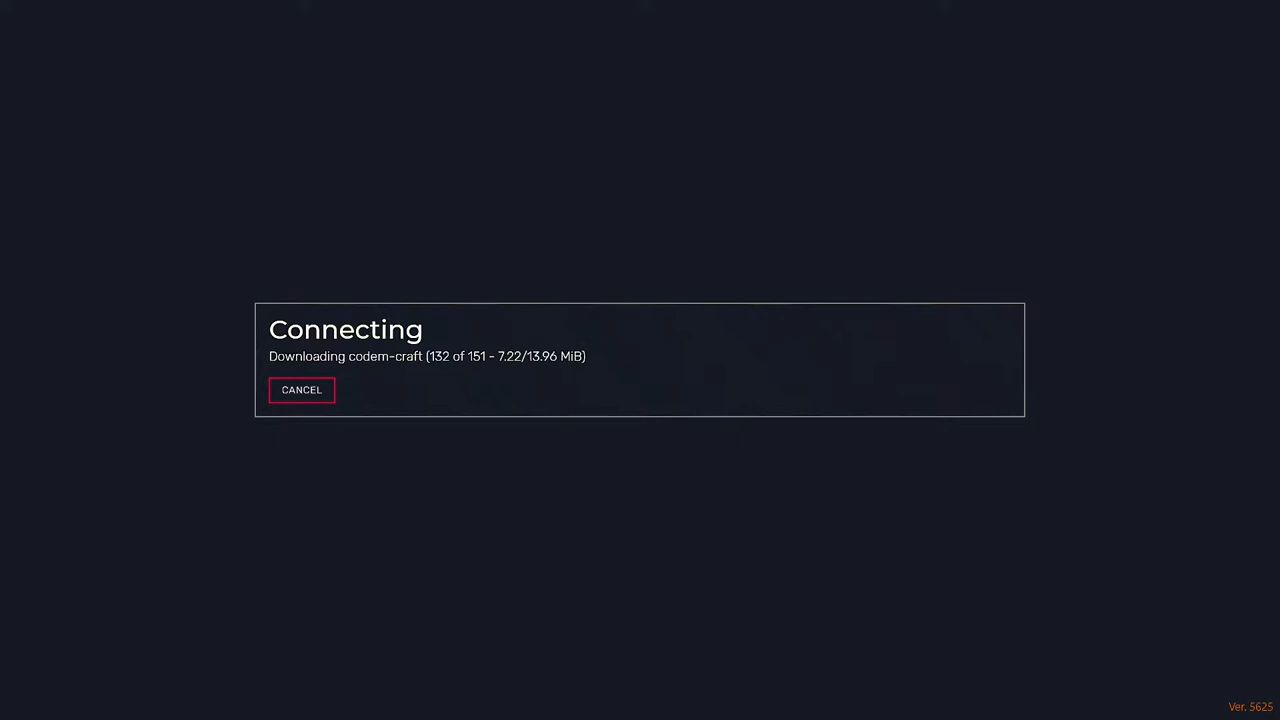 Connecting
Downloading codem-craft (132 of 151 - 7.22/13.96 MiB)
CANCEL
Ver. 5625